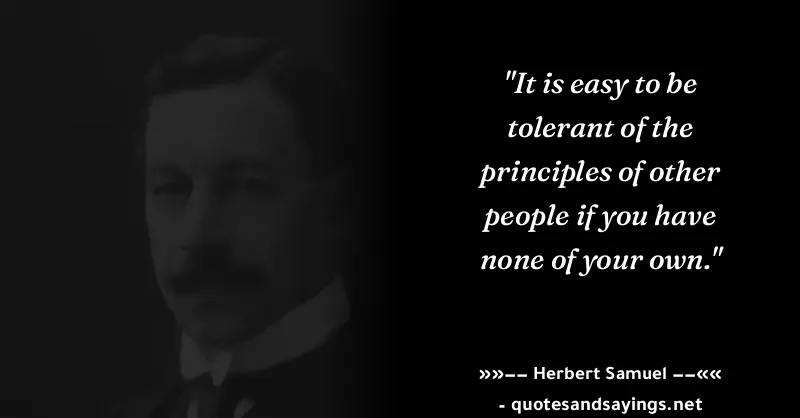 "It is easy to be
tolerant of the
principles of other
people if you have
none of your own."
»»–– Herbert Samuel ––««
- quotesandsayings.net